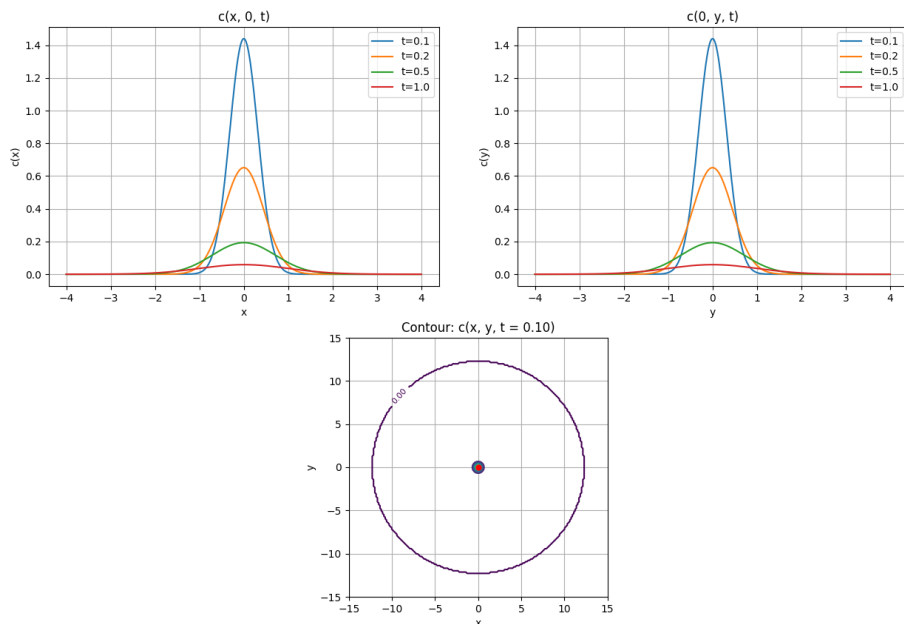 c(x, 0, t)
c(x)
1.4
1.2
1.0
0.8
0.6
0.4
0.2
0.0
−4
−3
−2
−1
0
1
2
3
4
x
t=0.1
t=0.2
t=0.5
t=1.0
c(0, y, t)
c(y)
1.4
1.2
1.0
0.8
0.6
0.4
0.2
0.0
−4
−3
−2
−1
0
1
2
3
4
y
t=0.1
t=0.2
t=0.5
t=1.0
Contour: c(x, y, t = 0.10)
y
15
10
5
0
−5
−10
−15
0.00
−15
−10
−5
0
5
10
15
x